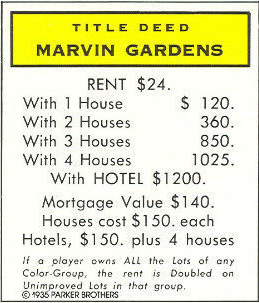 TITLE DEED
MARVIN GARDENS
RENT $24.
With 1 House $ 120.
With 2 Houses 360.
With 3 Houses 850.
With 4 Houses 1025.
With HOTEL $1200.
Mortgage Value $140.
Houses cost $150. each
Hotels, $150. plus 4 houses
If a player owns ALL the Lots of any
Color-Group, the rent is Doubled on
Unimproved Lots in that group.
© 1935 PARKER BROTHERS